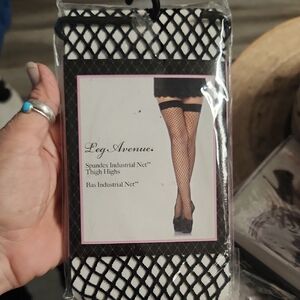 Leg Avenue.
Spandex Industrial Net™
Thigh Highs
Bas Industrial Net™